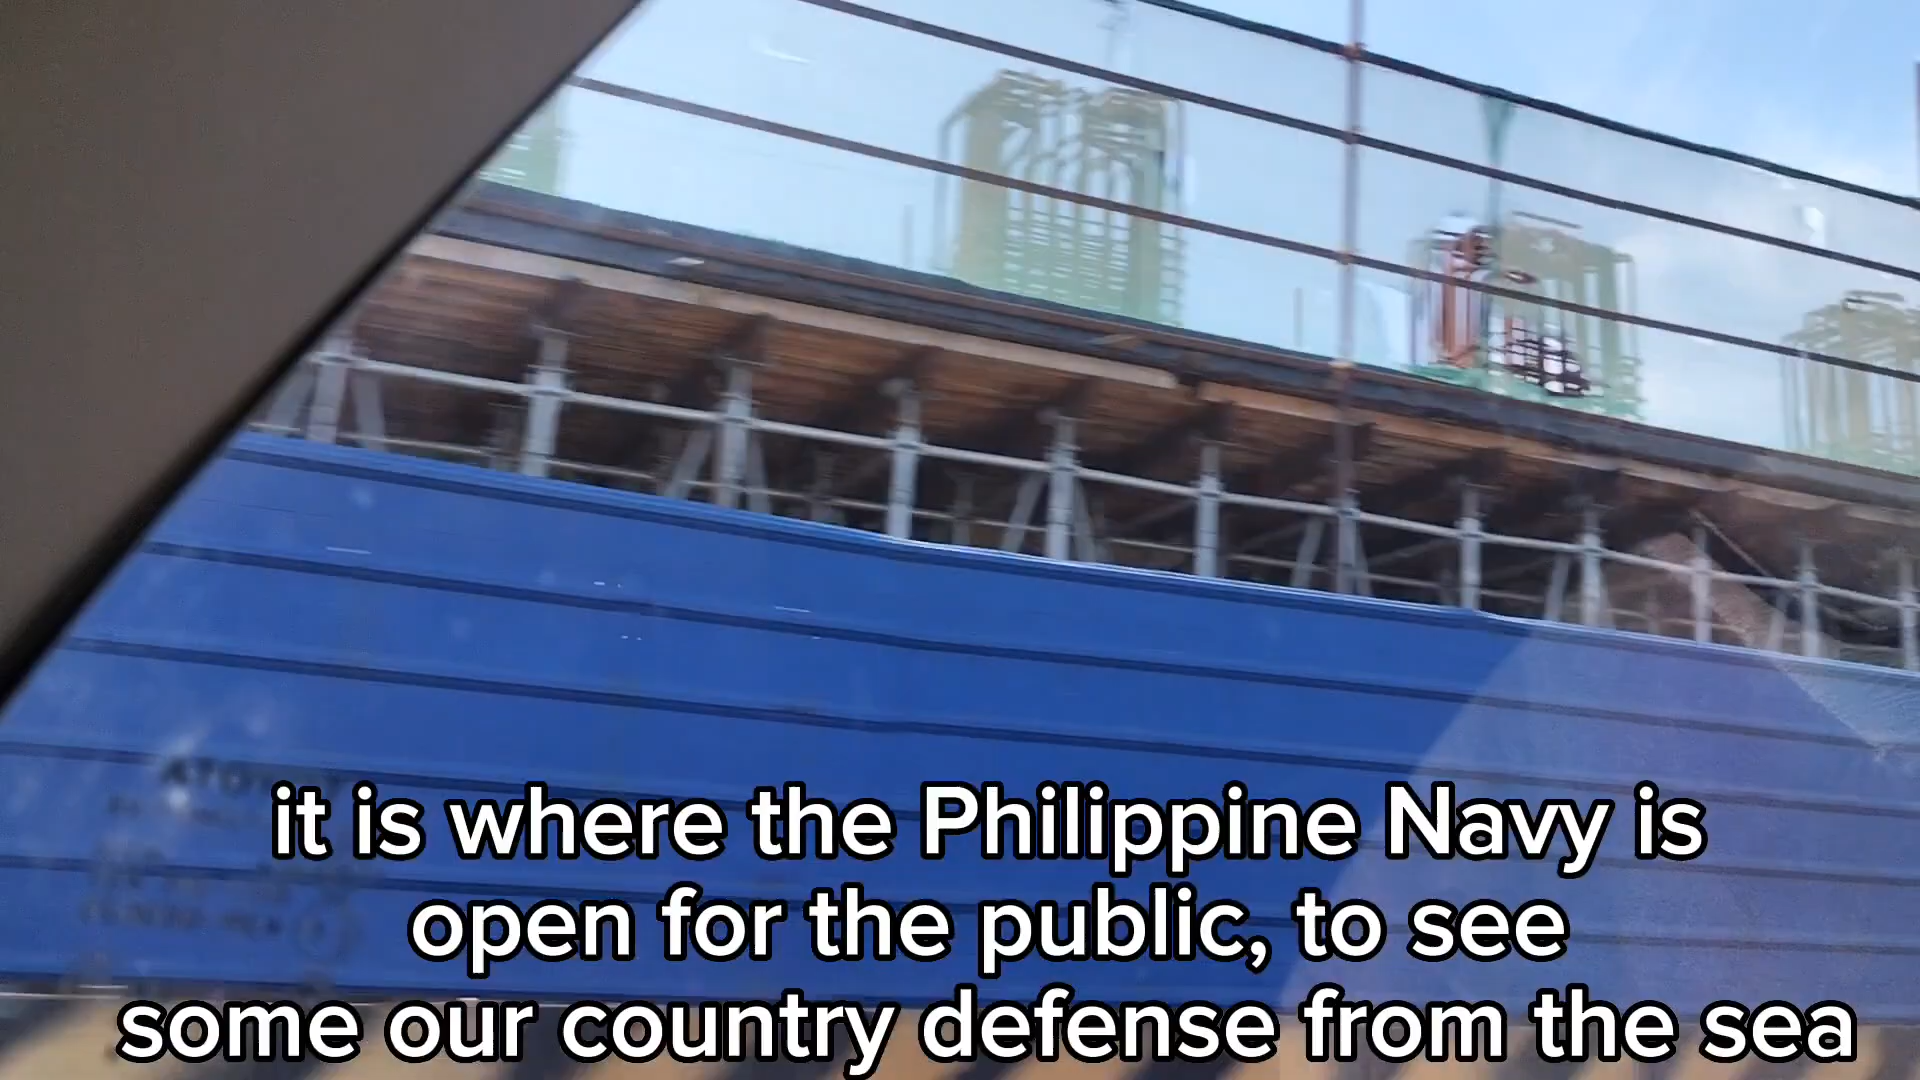 it is where the Philippine Navy is
open for the public, to see
some our country defense from the sea